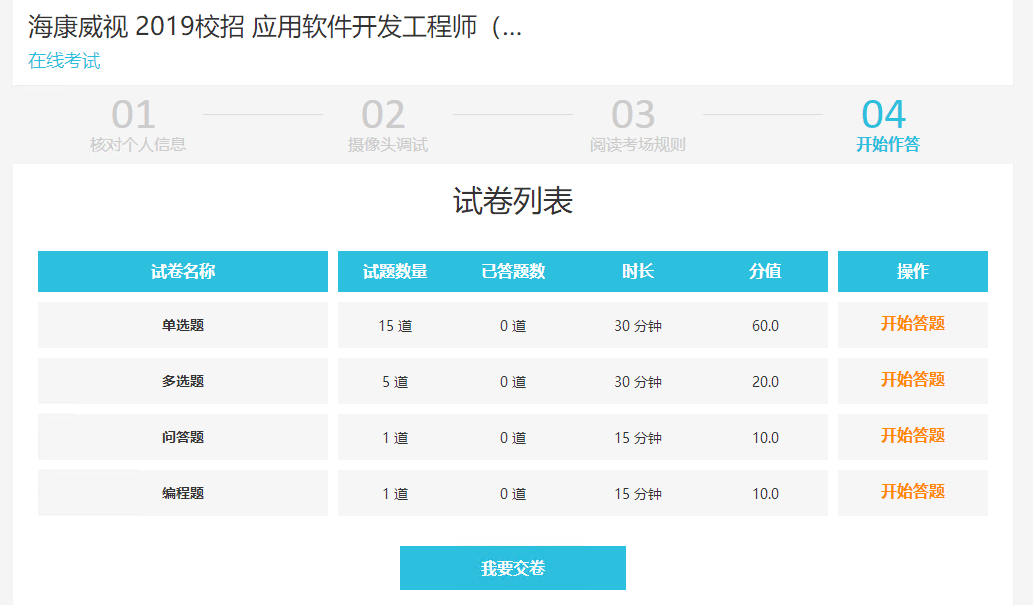 海康威视 2019校招 应用软件开发工程师（...
在线考试
01 02 03 04
核对个人信息 摄像头调试 阅读考场规则 开始作答
试卷列表
试卷名称 试题数量 已答题数 时长 分值 操作
单选题 15 道 0 道 30 分钟 60.0 开始答题
多选题 5 道 0 道 30 分钟 20.0 开始答题
问答题 1 道 0 道 15 分钟 10.0 开始答题
编程题 1 道 0 道 15 分钟 10.0 开始答题
我要交卷